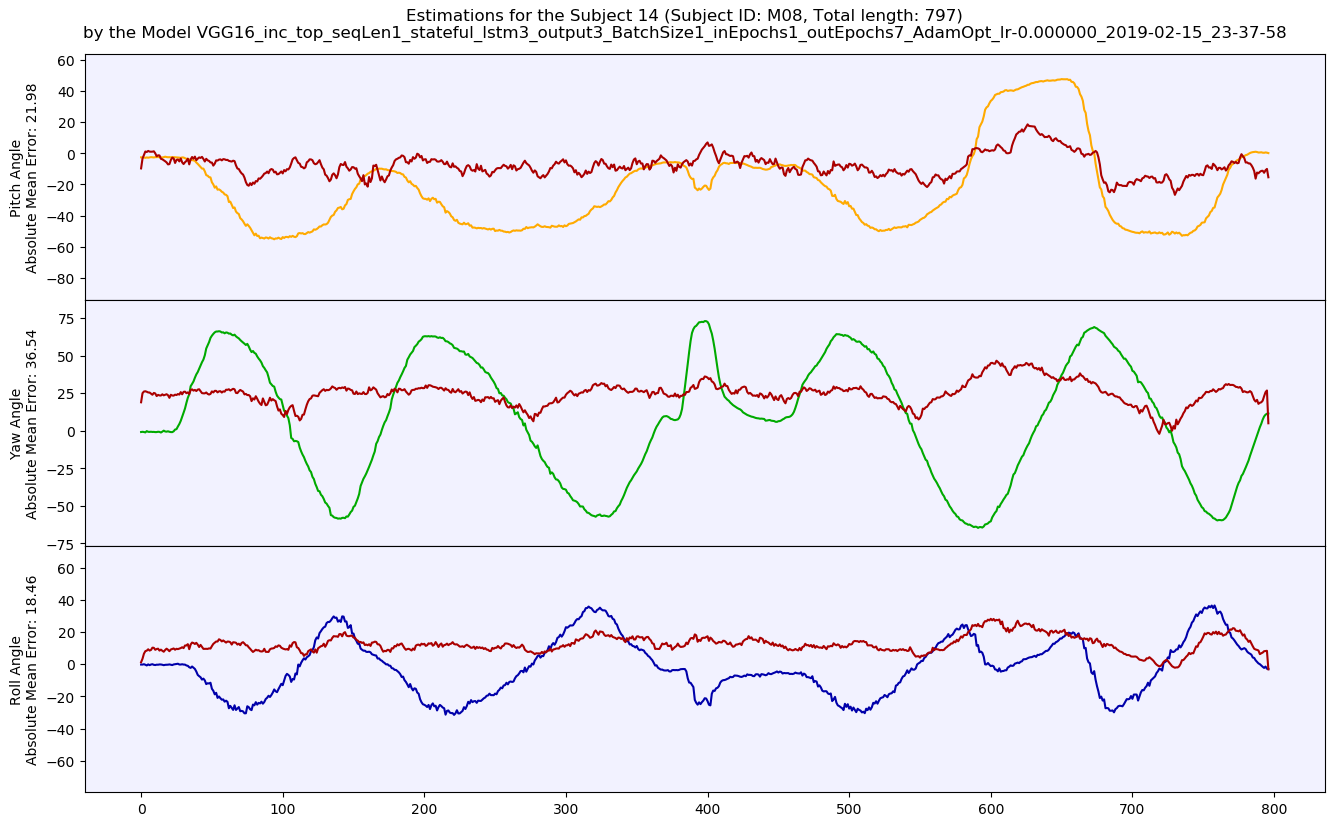 Estimations for the Subject 14 (Subject ID: M08, Total length: 797)
by the Model VGG16_inc_top_seqLen1_stateful_lstm3_output3_BatchSize1_inEpochs1_outEpochs7_AdamOpt_lr-0.000000_2019-02-15_23-37-58
Pitch Angle
Absolute Mean Error: 21.98
60
40
20
0
−20
−40
−60
−80
Yaw Angle
Absolute Mean Error: 36.54
75
50
25
0
−25
−50
−75
Roll Angle
Absolute Mean Error: 18.46
60
40
20
0
−20
−40
−60
0 100 200 300 400 500 600 700 800